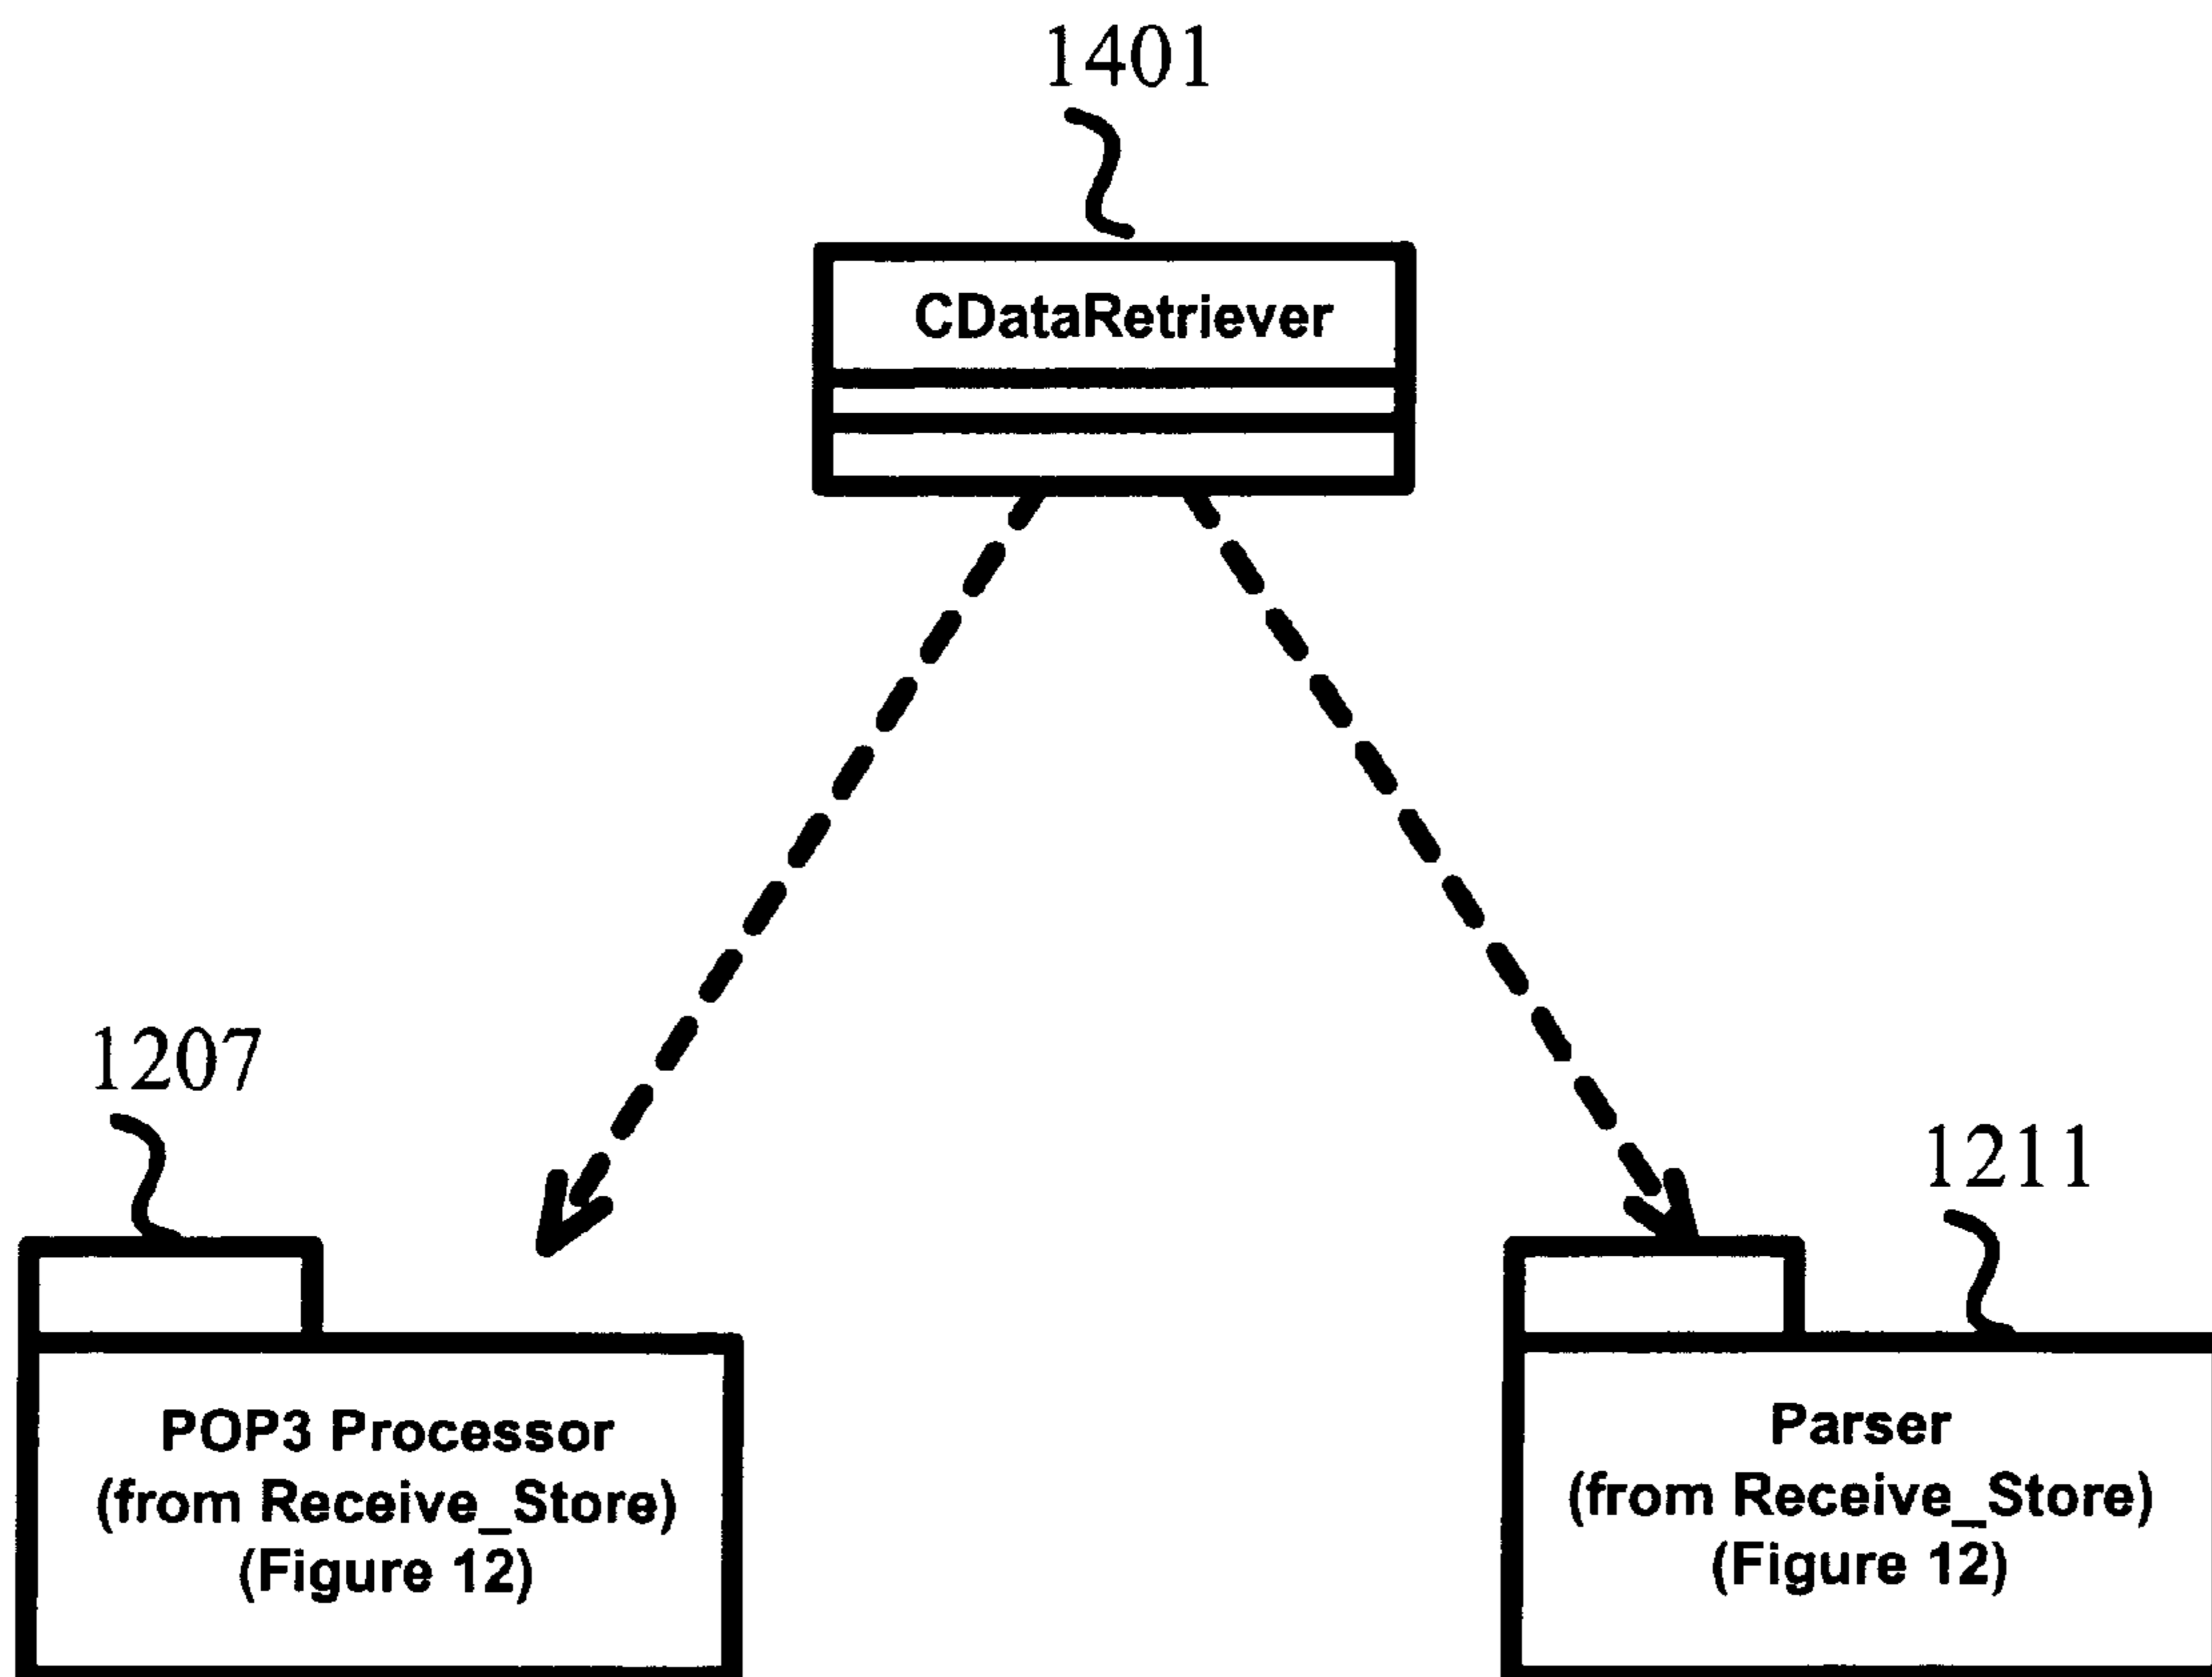 1401
CDataRetriever
1207
1211
POP3 Processor
(from Receive_Store)
(Figure 12)
Parser
(from Receive_Store)
(Figure 12)